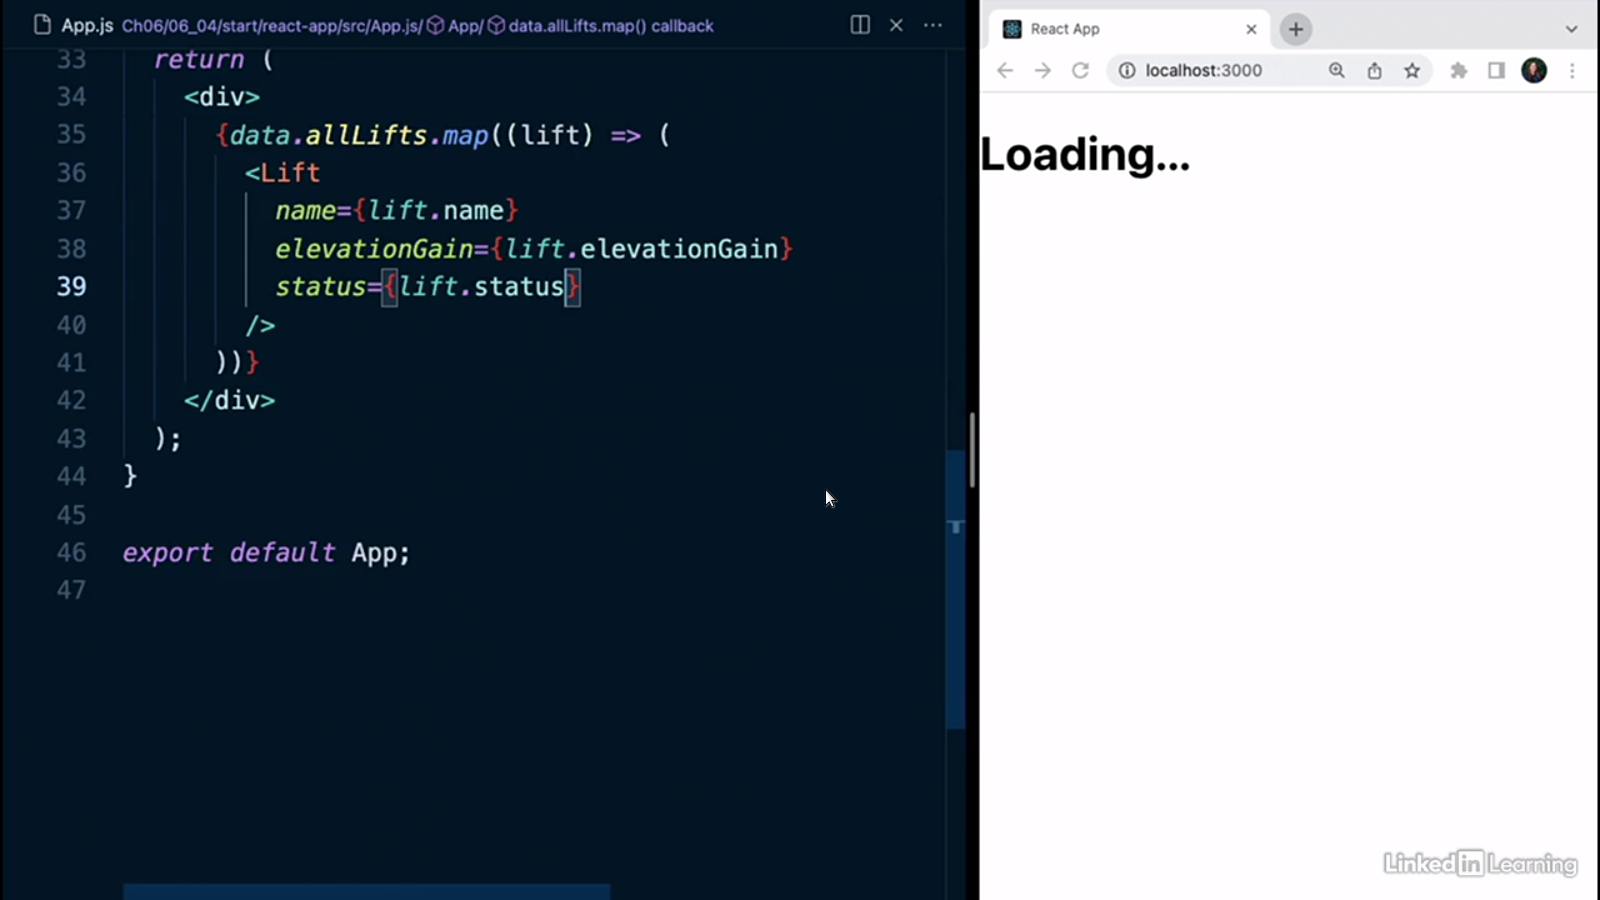 App.js Ch06/06_04/start/react-app/src/App.js/ App/ data.allLifts.map() callback
33 return (
34 <div>
35 {data.allLifts.map((lift) => (
36 <Lift
37 name={lift.name}
38 elevationGain={lift.elevationGain}
39 status={lift.status}
40 />
41 ))}
42 </div>
43 );
44 }
45
46 export default App;
47
React App
localhost:3000
Loading...
Linked in Learning